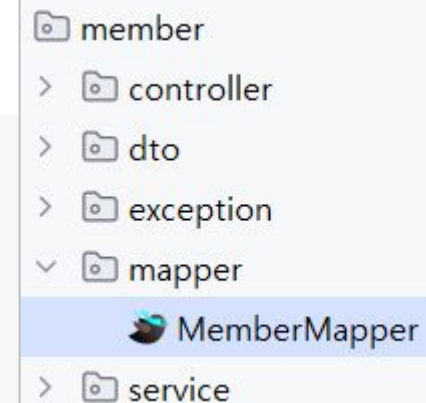 member
controller
dto
exception
mapper
MemberMapper
service